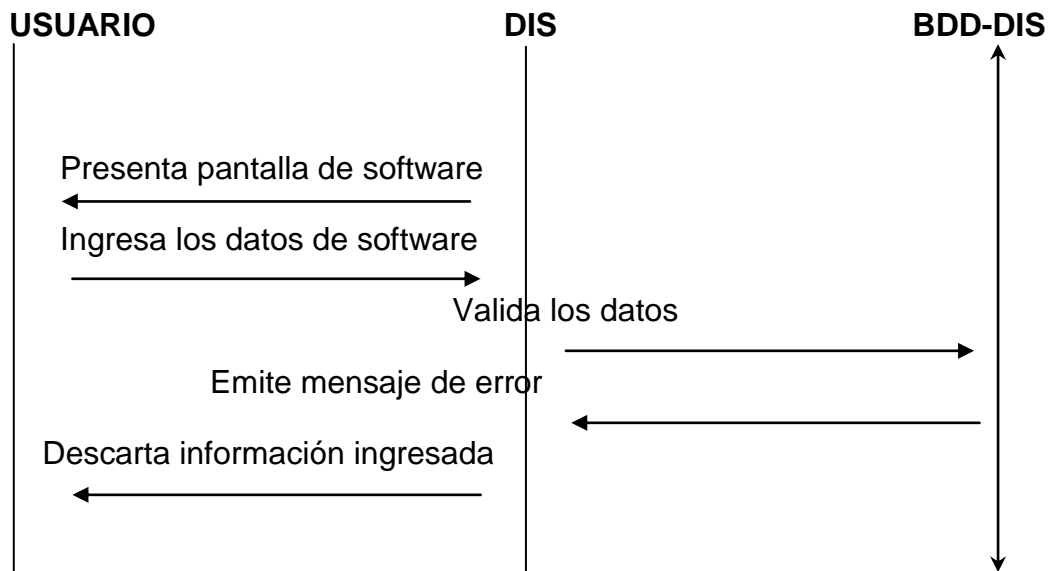 USUARIO DIS BDD-DIS
Presenta pantalla de software
Ingresa los datos de software
Valida los datos
Emite mensaje de error
Descarta información ingresada